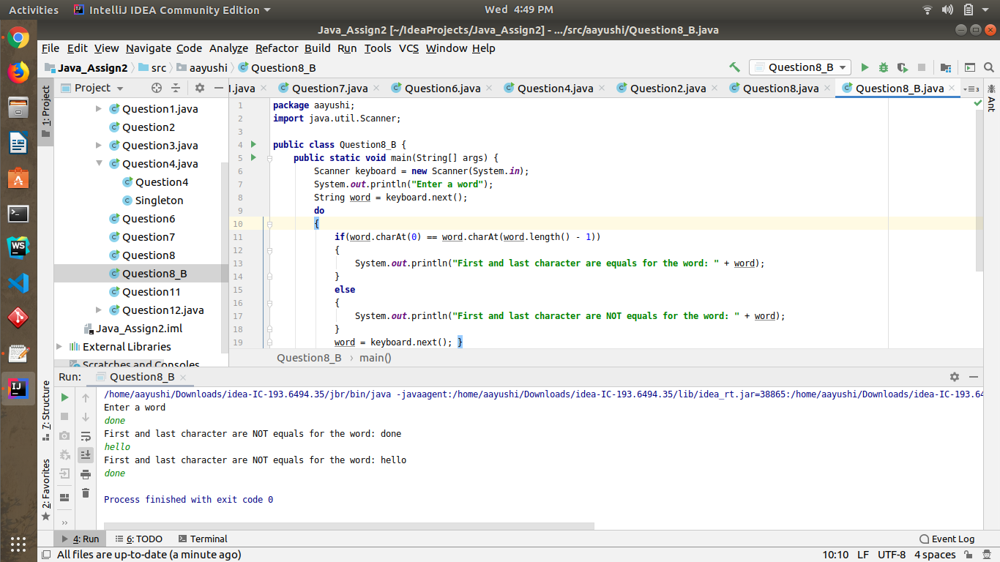 Activities IntelliJ IDEA Community Edition Wed 4:49 PM
Java_Assign2 [~/IdeaProjects/Java_Assign2] - .../src/aayushi/Question8_B.java
File Edit View Navigate Code Analyze Refactor Build Run Tools VCS Window Help
Java_Assign2 src aayushi Question8_B Question8_B
Project 1.java Question7.java Question6.java Question4.java Question2.java Question8.java Question8_B.java
1: Project
Ant
Question1.java
Question2
Question3.java
Question4.java
Question4
Singleton
Question6
Question7
Question8
Question8_B
Question11
Question12.java
Java_Assign2.iml
External Libraries
Scratches and Consoles
1 package aayushi;
2 import java.util.Scanner;
3
4 public class Question8_B {
5 public static void main(String[] args) {
6 Scanner keyboard = new Scanner(System.in);
7 System.out.println("Enter a word");
8 String word = keyboard.next();
9 do
10 {
11 if(word.charAt(0) == word.charAt(word.length() - 1))
12 {
13 System.out.println("First and last character are equals for the word: " + word);
14 }
15 else
16 {
17 System.out.println("First and last character are NOT equals for the word: " + word);
18 }
19 word = keyboard.next(); }
Question8_B › main()
Run: Question8_B
7: Structure
2: Favorites
/home/aayushi/Downloads/idea-IC-193.6494.35/jbr/bin/java -javaagent:/home/aayushi/Downloads/idea-IC-193.6494.35/lib/idea_rt.jar=38865:/home/aayushi/Downloads/idea-IC-193.64
Enter a word
done
First and last character are NOT equals for the word: done
hello
First and last character are NOT equals for the word: hello
done
Process finished with exit code 0
4: Run 6: TODO Terminal Event Log
All files are up-to-date (a minute ago) 10:10 LF UTF-8 4 spaces